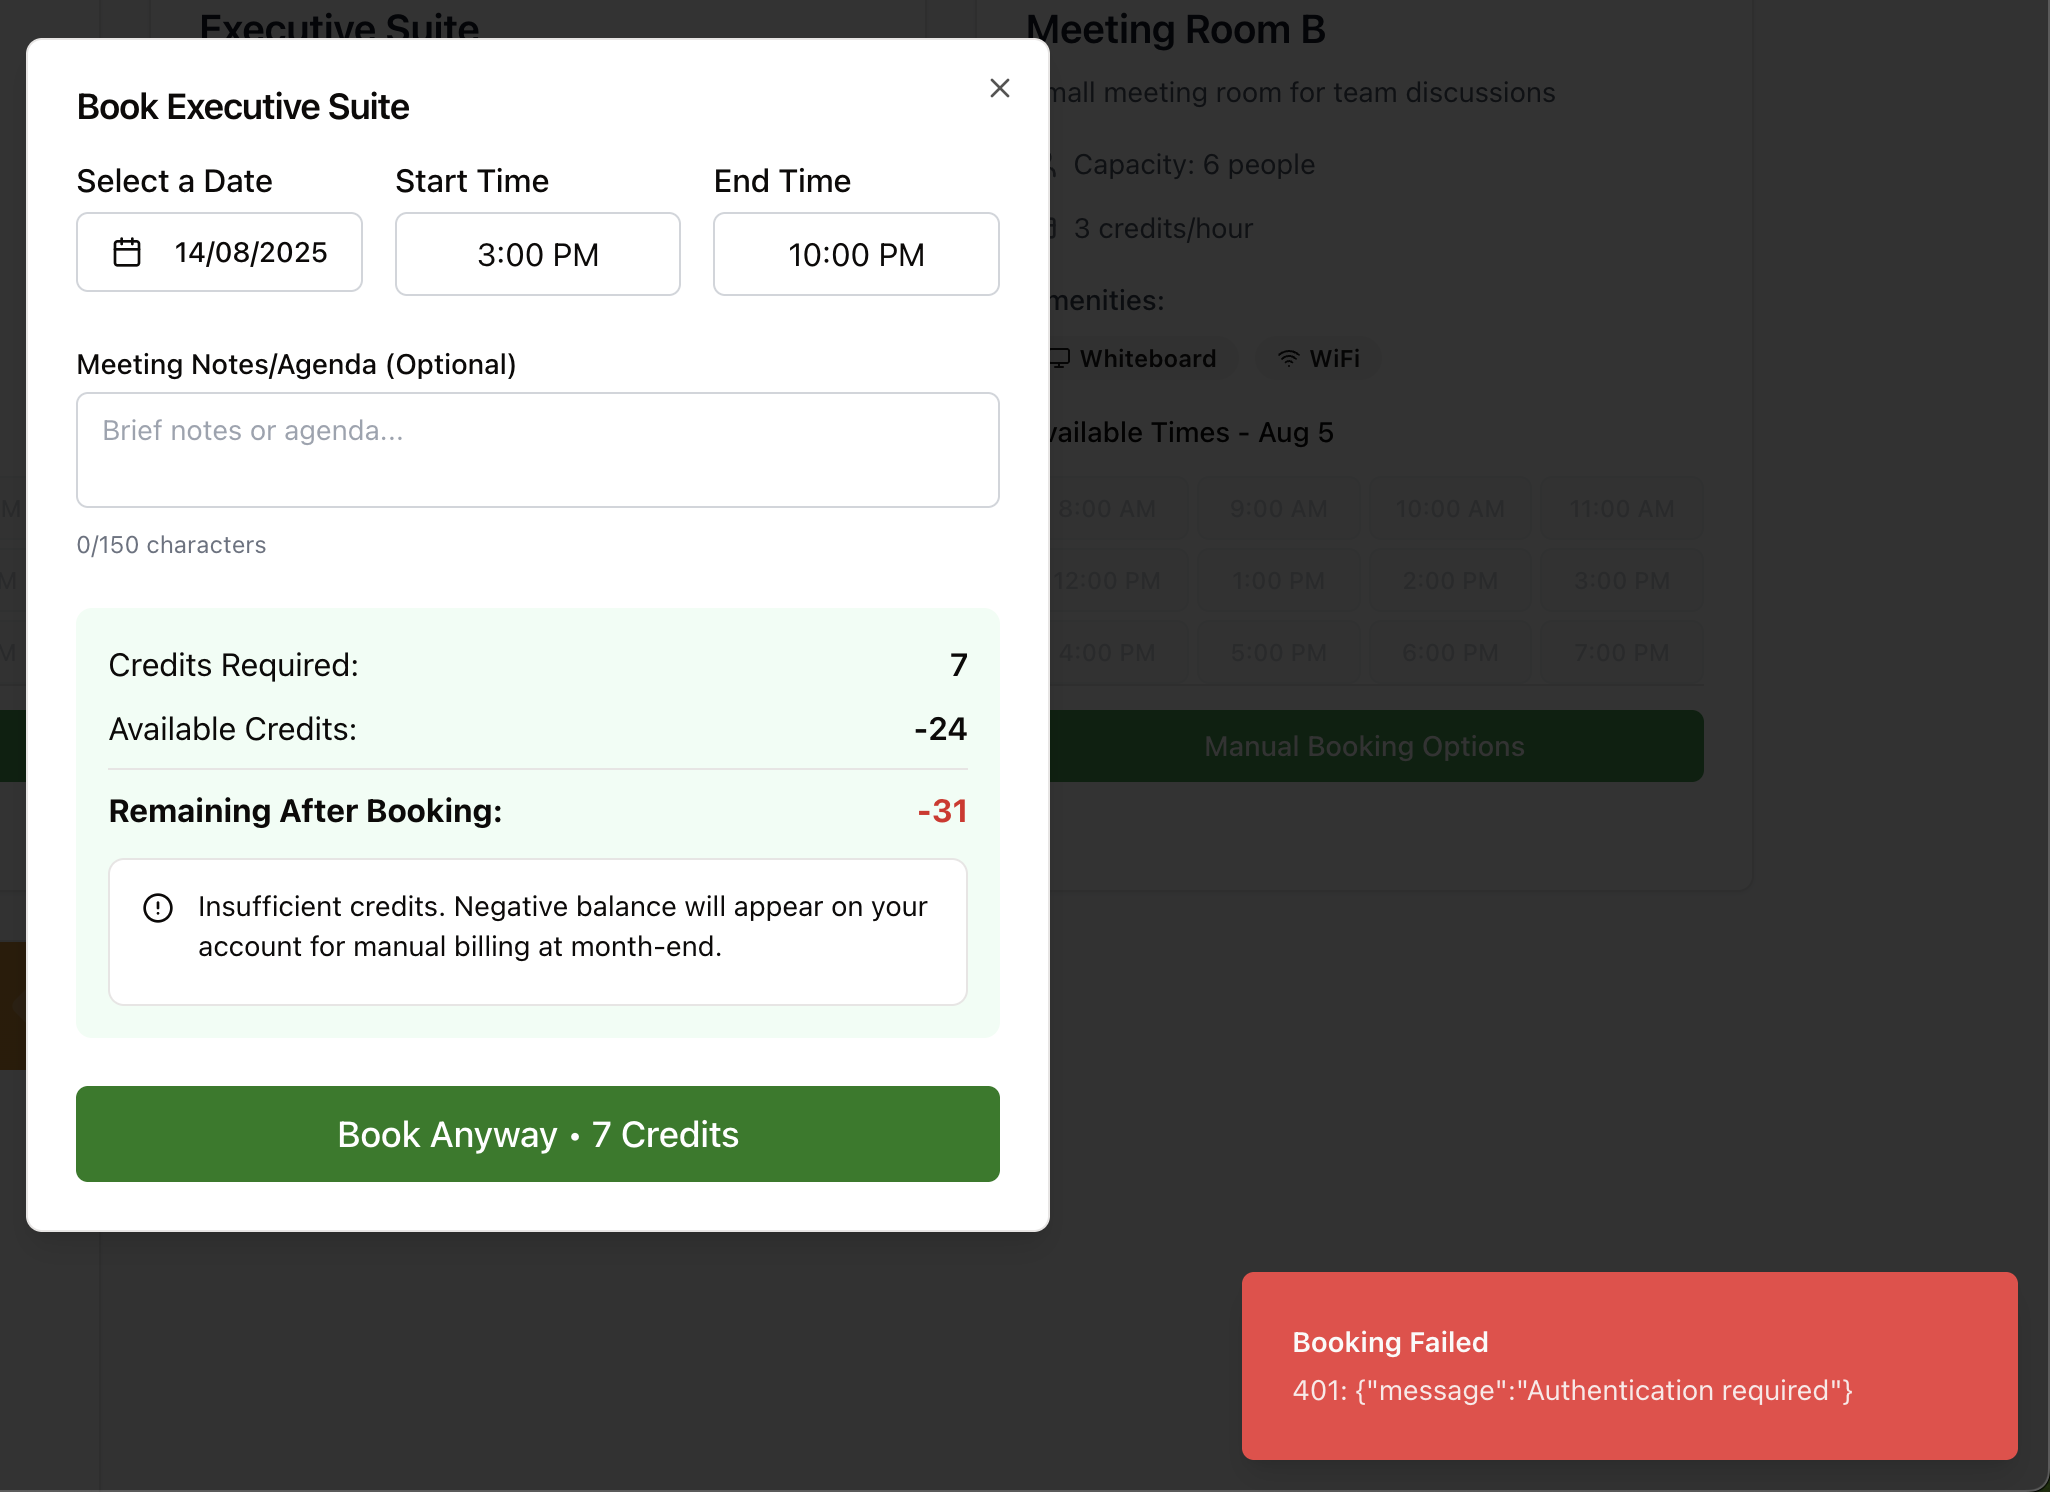 Executive Suite
Meeting Room B
Book Executive Suite
mall meeting room for team discussions
Select a Date
Start Time
End Time
Capacity: 6 people
14/08/2025
3:00 PM
10:00 PM
3 credits/hour
menities:
Meeting Notes/Agenda (Optional)
Whiteboard
WiFi
Brief notes or agenda...
vailable Times - Aug 5
0/150 characters
M
8:00 AM
9:00 AM
10:00 AM
11:00 AM
M
12:00 PM
1:00 PM
2:00 PM
3:00 PM
M
4:00 PM
5:00 PM
6:00 PM
7:00 PM
Credits Required:
7
Available Credits:
-24
Manual Booking Options
Remaining After Booking:
-31
Insufficient credits. Negative balance will appear on your
account for manual billing at month-end.
Book Anyway • 7 Credits
Booking Failed
401: {"message":"Authentication required"}